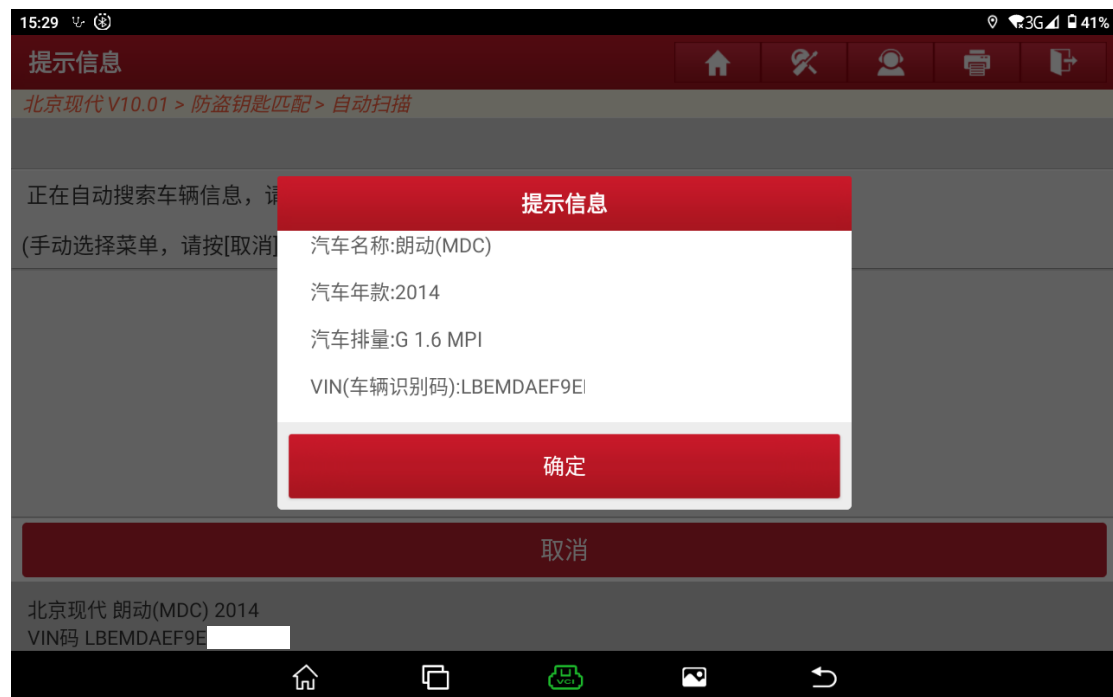 15:29
3G 41%
提示信息
北京现代 V10.01 > 防盗钥匙匹配 > 自动扫描
正在自动搜索车辆信息，请
(手动选择菜单，请按[取消]
提示信息
汽车名称:朗动(MDC)
汽车年款:2014
汽车排量:G 1.6 MPI
VIN(车辆识别码):LBEMDAEF9E
确定
取消
北京现代 朗动(MDC) 2014
VIN码 LBEMDAEF9E
VCI